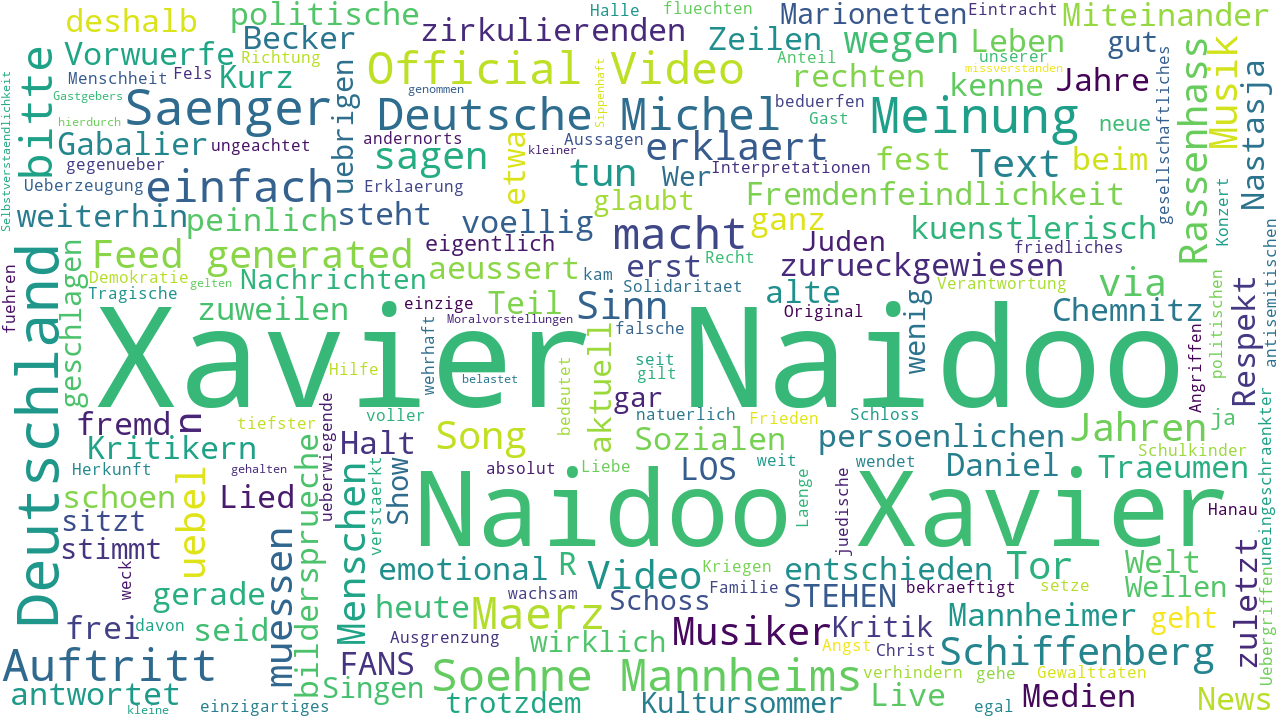 Xavier Naidoo
Naidoo Xavier
Deutschland
Deutsche Michel
Official Video
Meinung
Saenger
einfach
macht
Auftritt
Soehne Mannheims
Feed generated
Schiffenberg
Musiker
Maerz
Song
Video
Sinn
Jahren
Tor
via
tun
Text
wegen
erklaert
sagen
voellig
bitte
deshalb
politische
Becker
Vorwuerfe
Kurz
Richtung
Menschheit
Fels
Gastgebers
hierdurch
Selbstverstaendlichkeit
Gabalier
gegenueber
ungeachtet
Ueberzeugung
weiterhin
peinlich
uebrigen
zirkulierenden
Halle
fluechten
Zeilen
Marionetten
Eintracht
Miteinander
Leben
unserer
gut
Anteil
rechten
missverstanden
kenne
Jahre
genommen
Sippenhaft
beduerfen
Gast
neue
andernorts
etwa
kleiner
Aussagen
Interpretationen
Wer
fest
beim
Erklaerung
steht
glaubt
Fremdenfeindlichkeit
ganz
kuenstlerisch
gesellschaftliches
Rassenhass
Musik
Nastasja
Konzert
antisemitischen
eigentlich
Juden
friedliches
Demokratie
gelten
Nachrichten
Tragische
fuehren
geschlagen
zuweilen
aeussert
kam
erst
Recht
zurueckgewiesen
Solidaritaet
alte
Verantwortung
Original
Chemnitz
politischen
Respekt
einzige
Teil
Moralvorstellungen
falsche
wenig
aktuell
seit
gilt
wehrhaft
belastet
Hilfe
bedeutet
gar
Angriffen
fremd
n
tiefster
voller
natuerlich
Frieden
Schloss
ja
Kritikern
Halt
Sozialen
persoenlichen
Schulkinder
Herkunft
gehalten
ueberwiegende
absolut
Liebe
LOS
weit
wendet
Daniel
Traeumen
schoen
uebel
Lied
Show
Laenge
juedische
Hanau
uneingeschraenkter
sitzt
stimmt
verstaerkt
Menschen
bildersprueche
muessen
weck
emotional
R
Kriegen
entschieden
Welt
Wellen
zuletzt
Uebergriffen
gerade
heute
wachsam
Schoss
Familie
STEHEN
bekraeftigt
setze
frei
davon
seid
Ausgrenzung
wirklich
Kritik
Angst
Christ
Mannheimer
geht
FANS
Singen
verhindern
gehe
Gewalttaten
antwortet
kleine
einzigartiges
trotzdem
Kultursommer
Live
egal
Medien
News